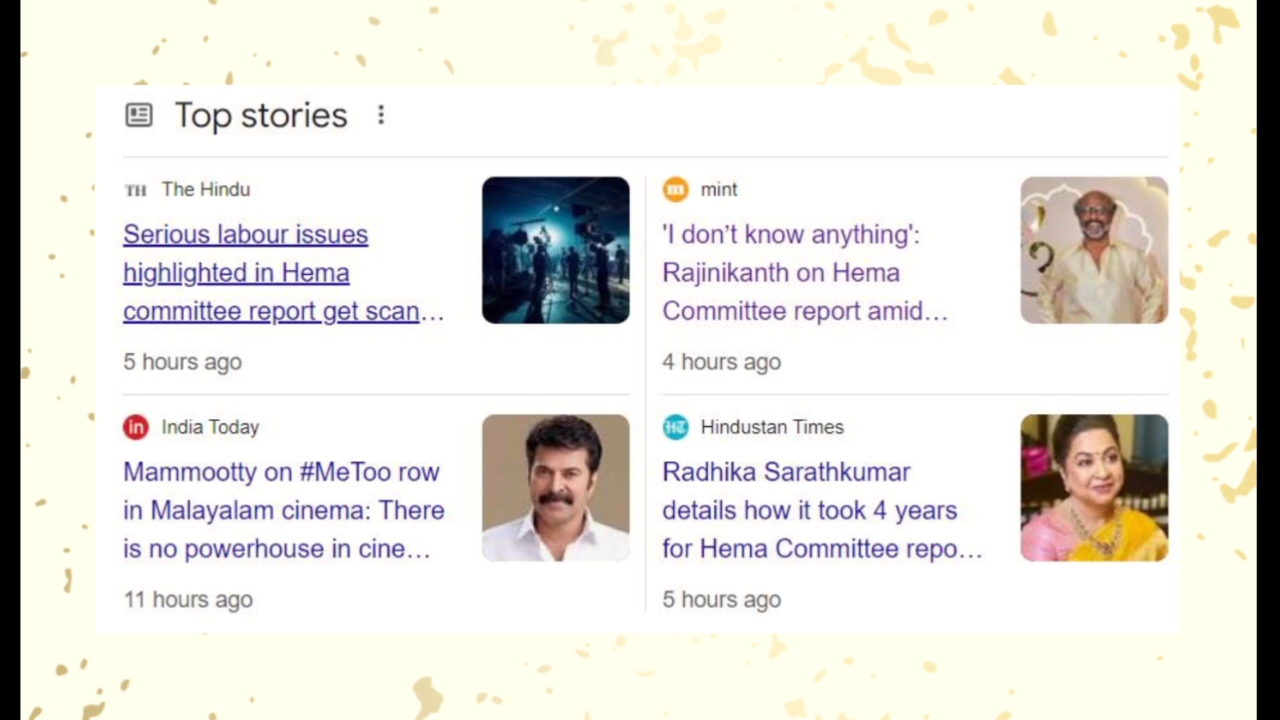 Top stories
TH The Hindu
Serious labour issues
highlighted in Hema
committee report get scan…
5 hours ago
m mint
'I don’t know anything':
Rajinikanth on Hema
Committee report amid…
4 hours ago
in India Today
Mammootty on #MeToo row
in Malayalam cinema: There
is no powerhouse in cine…
11 hours ago
HT Hindustan Times
Radhika Sarathkumar
details how it took 4 years
for Hema Committee repo…
5 hours ago